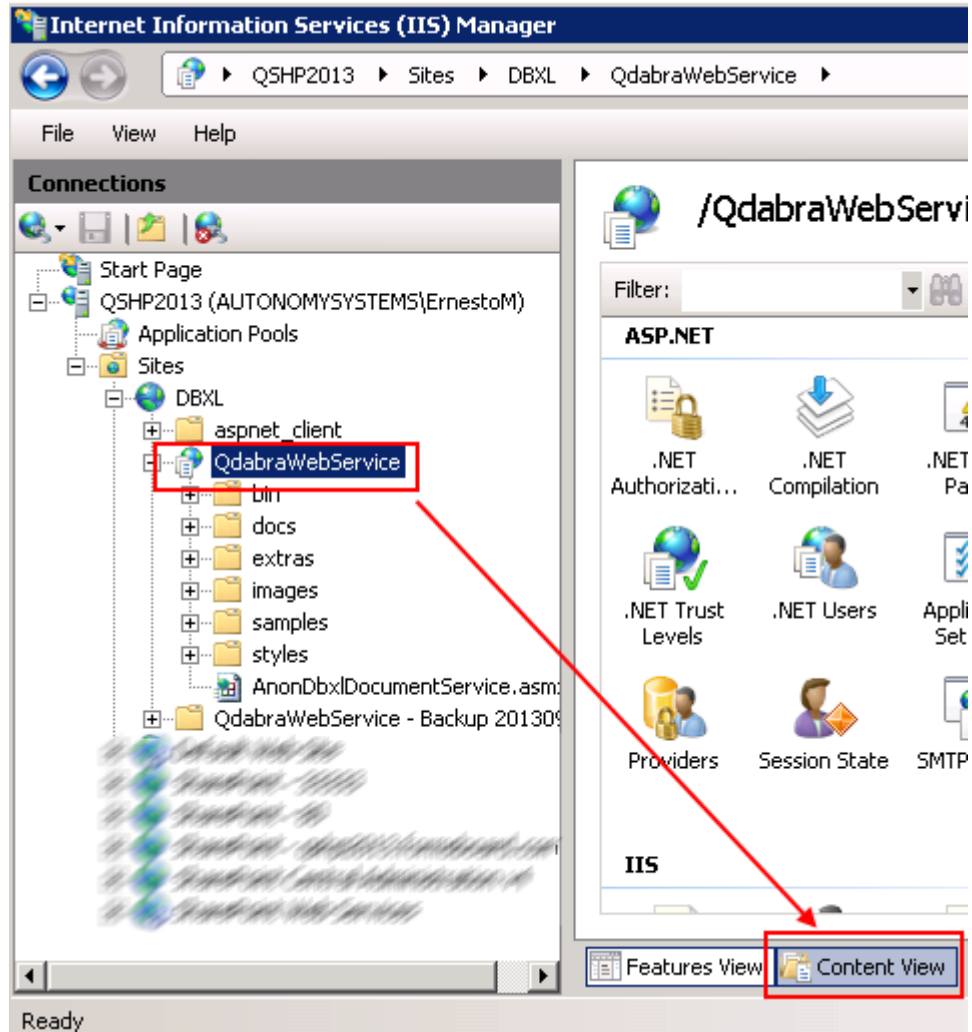 Internet Information Services (IIS) Manager
QSHP2013 Sites DBXL QdabraWebService
File View Help
Connections
Start Page
QSHP2013 (AUTONOMYSYSTEMS\ErnestoM)
Application Pools
Sites
DBXL
aspnet_client
QdabraWebService
bin
docs
extras
images
samples
styles
AnonDbxlDocumentService.asm
QdabraWebService - Backup 20130
/QdabraWebServi
Filter:
ASP.NET
.NET Authorizati...
.NET Compilation
.NET Pa
.NET Trust Levels
.NET Users
Appli Set
Providers
Session State
SMTP
IIS
Features View
Content View
Ready